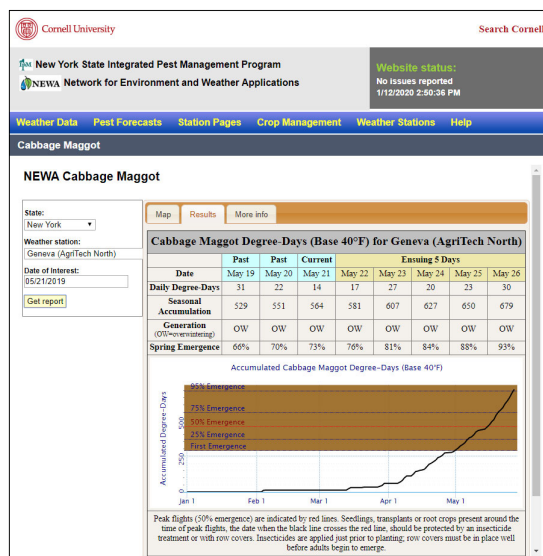 Cornell University
Search Cornell
New York State Integrated Pest Management Program
NEWA Network for Environment and Weather Applications
Website status:
No issues reported
1/12/2020 2:50:36 PM
Weather Data Pest Forecasts Station Pages Crop Management Weather Stations Help
Cabbage Maggot
NEWA Cabbage Maggot
State:
New York
Weather station:
Geneva (AgriTech North)
Date of Interest:
05/21/2019
Get report
Map Results More info
Cabbage Maggot Degree-Days (Base 40°F) for Geneva (AgriTech North)
Past Past Current Ensuing 5 Days
Date May 19 May 20 May 21 May 22 May 23 May 24 May 25 May 26
Daily Degree-Days 31 22 14 17 27 20 23 30
Seasonal Accumulation 529 551 564 581 607 627 650 679
Generation (OW=overwintering) OW OW OW OW OW OW OW OW
Spring Emergence 66% 70% 73% 76% 81% 84% 88% 93%
Accumulated Cabbage Maggot Degree-Days (Base 40°F)
Accumulated Degree-Days
500
250
0
95% Emergence
75% Emergence
50% Emergence
25% Emergence
First Emergence
Jan 1 Feb 1 Mar 1 Apr 1 May 1
Peak flights (50% emergence) are indicated by red lines. Seedlings, transplants or root crops present around the
time of peak flights, the date when the black line crosses the red line, should be protected by an insecticide
treatment or with row covers. Insecticides are applied just prior to planting; row covers must be in place well
before adults begin to emerge.